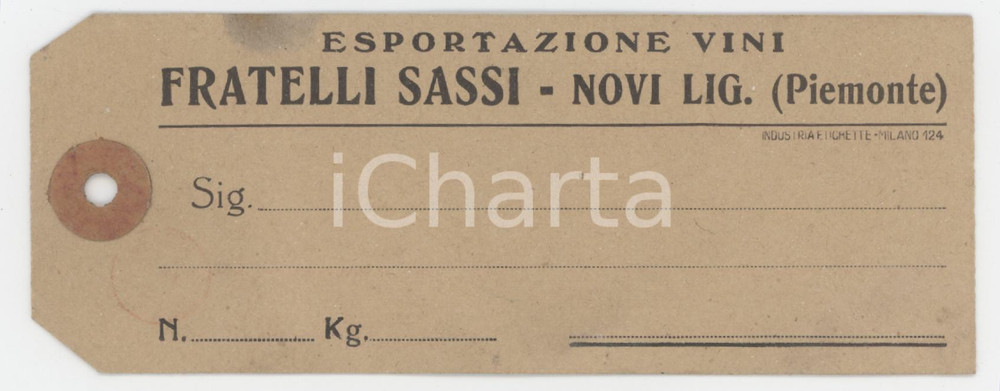 ESPORTAZIONE VINI
FRATELLI SASSI - NOVI LIG. (Piemonte)
INDUSTRIA ETICHETTE - MILANO 124
Sig.
iCharta
N. Kg.